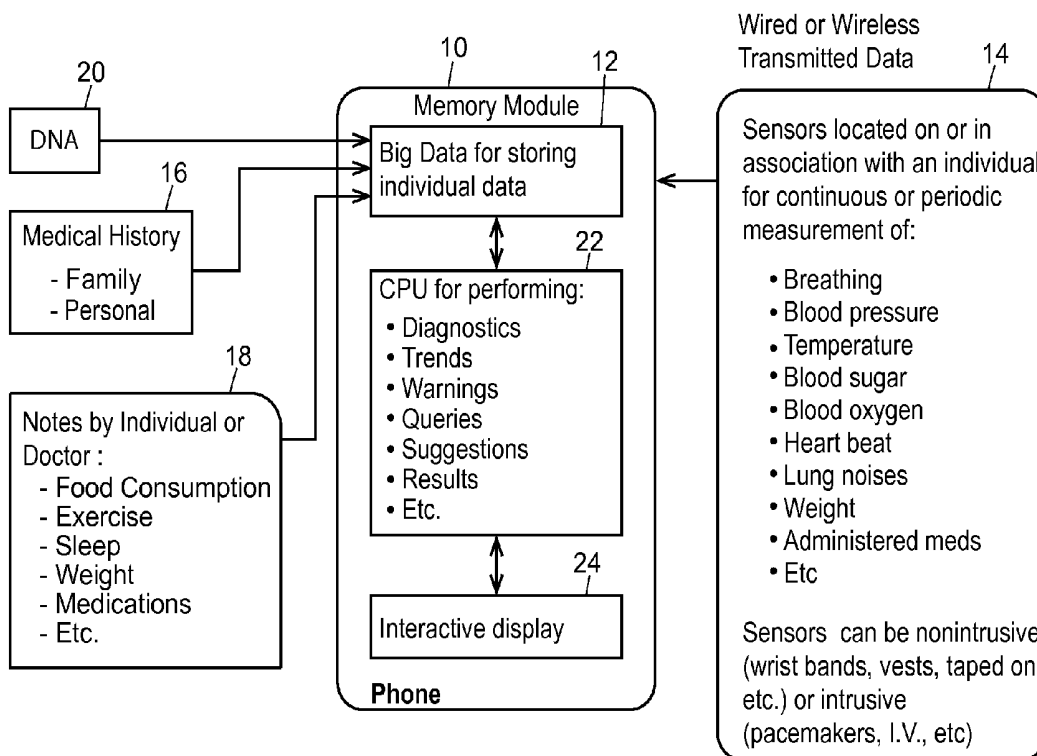 20
DNA
16
Medical History
- Family
- Personal
18
Notes by Individual or
Doctor :
- Food Consumption
- Exercise
- Sleep
- Weight
- Medications
- Etc.
10
12
Memory Module
Big Data for storing
individual data
22
CPU for performing:
• Diagnostics
• Trends
• Warnings
• Queries
• Suggestions
• Results
• Etc.
24
Interactive display
Phone
Wired or Wireless
Transmitted Data
14
Sensors located on or in
association with an individual
for continuous or periodic
measurement of:
• Breathing
• Blood pressure
• Temperature
• Blood sugar
• Blood oxygen
• Heart beat
• Lung noises
• Weight
• Administered meds
• Etc
Sensors can be nonintrusive
(wrist bands, vests, taped on
etc.) or intrusive
(pacemakers, I.V., etc)